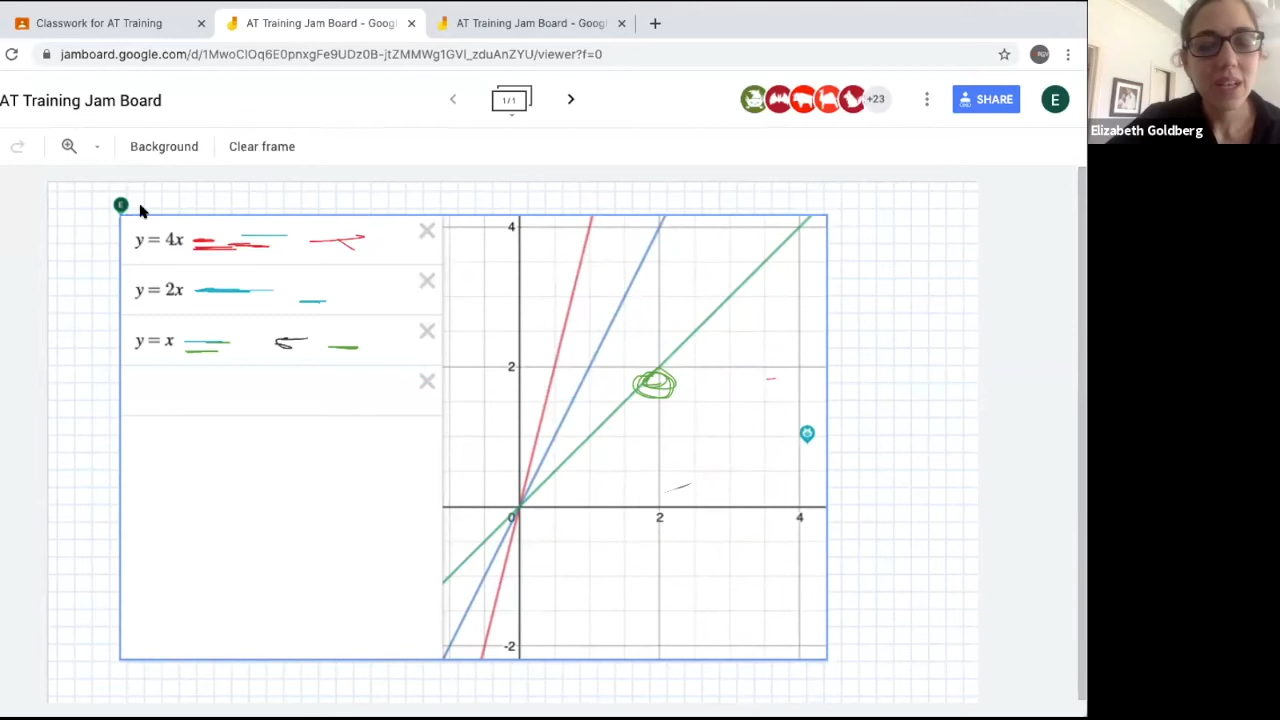 Classwork for AT Training
AT Training Jam Board - Googl
AT Training Jam Board - Googl
jamboard.google.com/d/1MwoClOq6E0pnxgFe9UDz0B-jtZMMWg1GVl_zduAnZYU/viewer?f=0
AT Training Jam Board
1/1
+23
SHARE
E
Elizabeth Goldberg
Background
Clear frame
E
y = 4x
y = 2x
y = x
4
2
0
2
4
-2